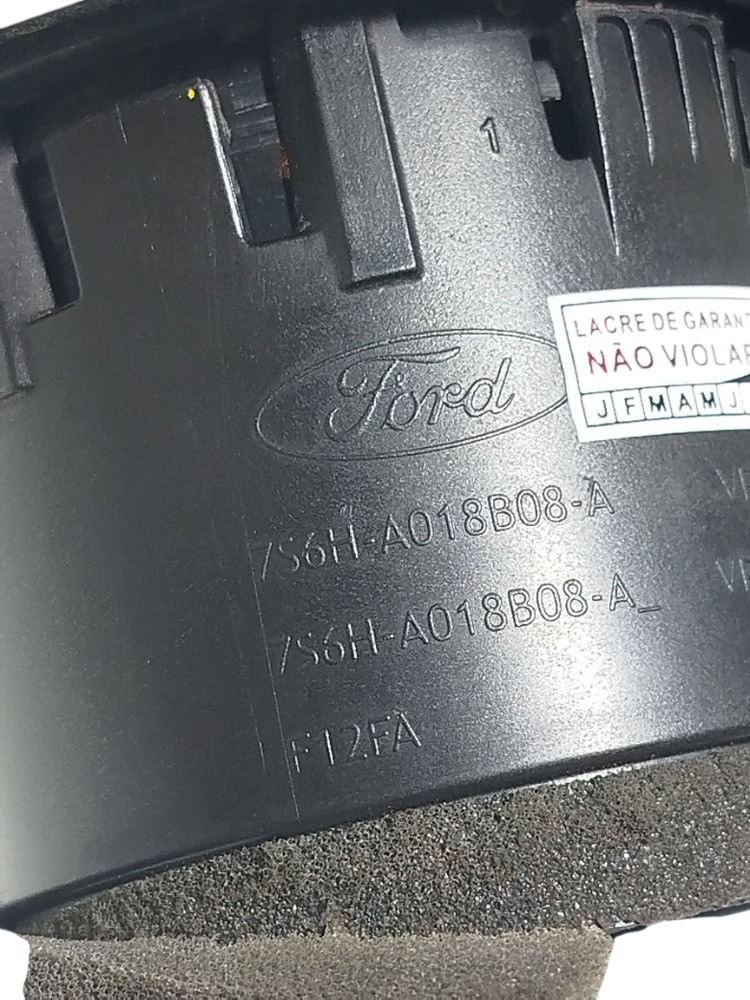 1
LACRE DE GARANT
NÃO VIOLAR
J F M A M J
Ford
7S6H-A018B08-A
7S6H-A018B08-A_
F12FA